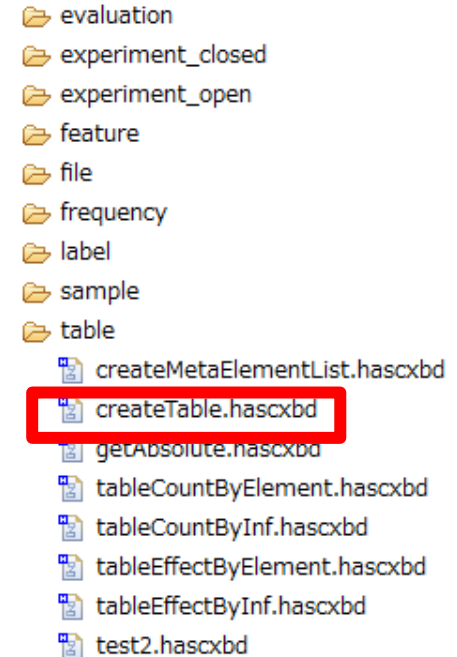 evaluation
experiment_closed
experiment_open
feature
file
frequency
label
sample
table
createMetaElementList.hascxbd
createTable.hascxbd
getAbsolute.hascxbd
tableCountByElement.hascxbd
tableCountByInf.hascxbd
tableEffectByElement.hascxbd
tableEffectByInf.hascxbd
test2.hascxbd